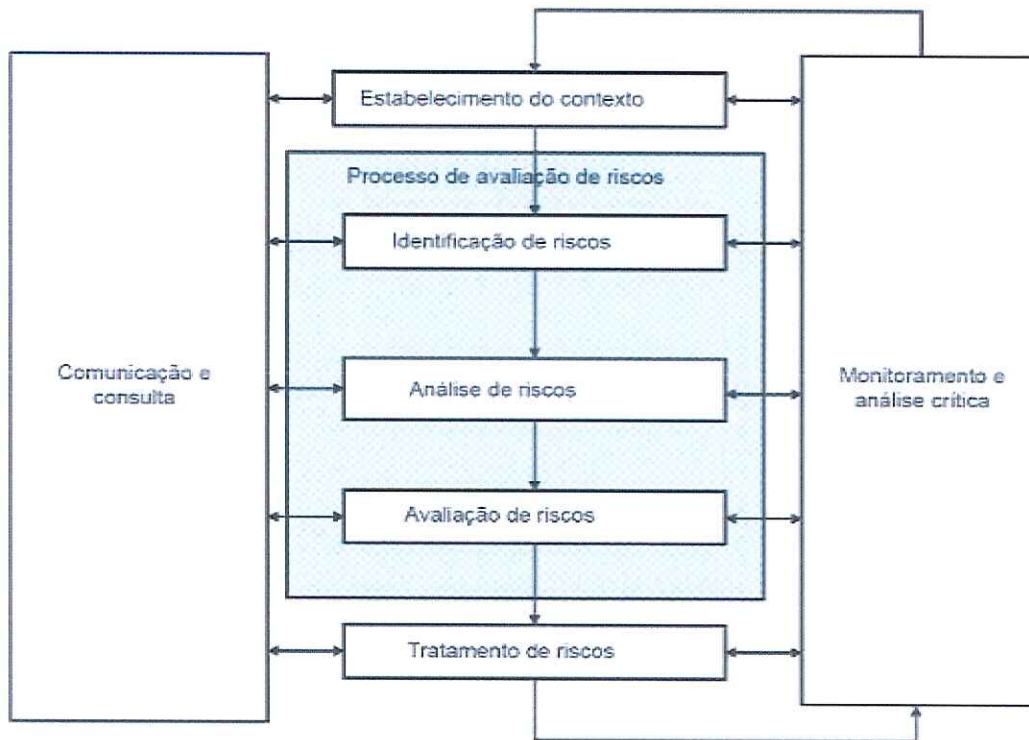 Estabelecimento do contexto
Processo de avaliação de riscos
Identificação de riscos
Comunicação e
consulta
Análise de riscos
Monitoramento e
análise crítica
Avaliação de riscos
Tratamento de riscos